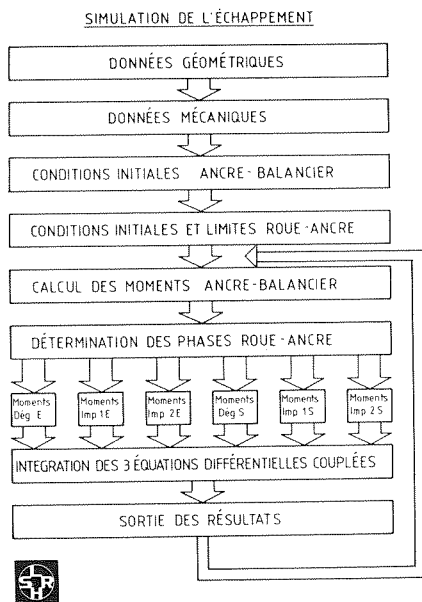 SIMULATION DE L'ÉCHAPPEMENT
DONNÉES GÉOMÉTRIQUES
DONNÉES MÉCANIQUES
CONDITIONS INITIALES ANCRE-BALANCIER
CONDITIONS INITIALES ET LIMITES ROUE-ANCRE
CALCUL DES MOMENTS ANCRE-BALANCIER
DÉTERMINATION DES PHASES ROUE-ANCRE
Moments
Dég E
Moments
Imp 1E
Moments
Imp 2E
Moments
Dég S
Moments
Imp 1S
Moments
Imp 2S
INTEGRATION DES 3 ÉQUATIONS DIFFÉRENTIELLES COUPLÉES
SORTIE DES RÉSULTATS
L
S R
H